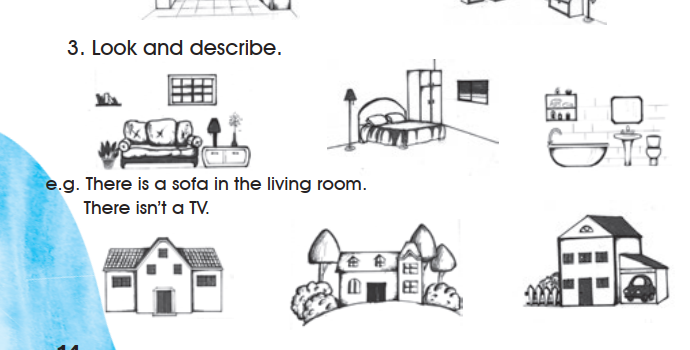 3. Look and describe.
e.g. There is a sofa in the living room.
There isn't a TV.